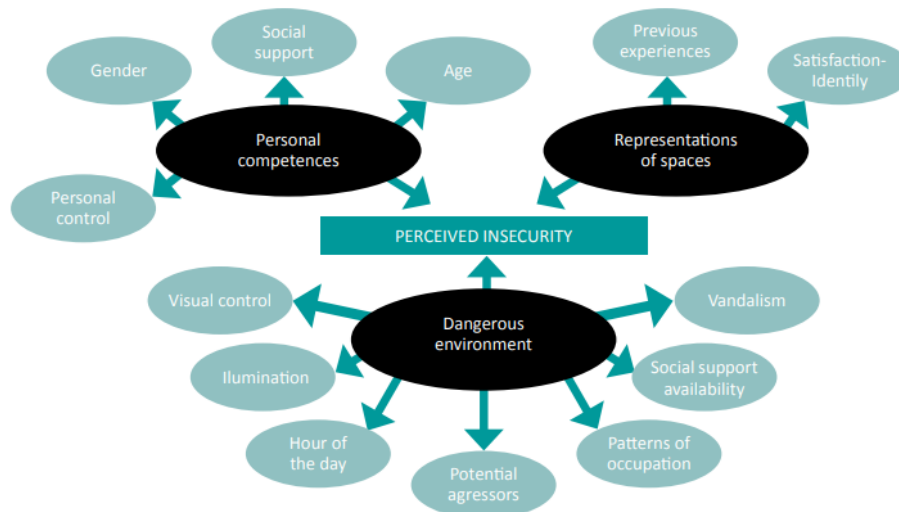 Social
support
Previous
experiences
Gender
Age
Satisfaction-
Identily
Personal
competences
Representations
of spaces
Personal
control
PERCEIVED INSECURITY
Visual control
Vandalism
Dangerous
environment
Ilumination
Social support
availability
Hour of
the day
Patterns of
occupation
Potential
agressors